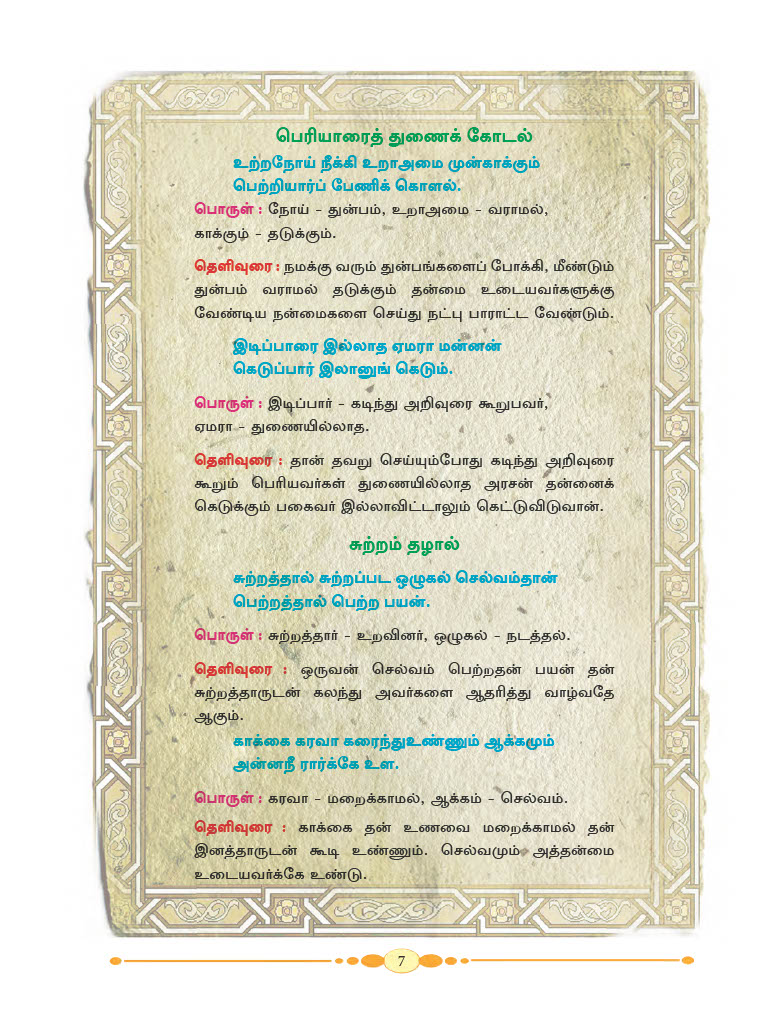 பெரியாரைத் துணைக் கோடல்
உற்றநோய் நீக்கி உறாஅமை முன்காக்கும்
பெற்றியார்ப் பேணிக் கொளல்.
பொருள் : நோய் – துன்பம், உறாஅமை – வராமல்,
காக்கும் – தடுக்கும்.
தெளிவுரை : நமக்கு வரும் துன்பங்களைப் போக்கி, மீண்டும்
துன்பம் வராமல் தடுக்கும் தன்மை உடையவர்களுக்கு
வேண்டிய நன்மைகளை செய்து நட்பு பாராட்ட வேண்டும்.
இடிப்பாரை இல்லாத ஏமரா மன்னன்
கெடுப்பார் இலானுங் கெடும்.
பொருள் : இடிப்பார் – கடிந்து அறிவுரை கூறுபவர்,
ஏமரா – துணையில்லாத.
தெளிவுரை : தான் தவறு செய்யும்போது கடிந்து அறிவுரை
கூறும் பெரியவர்கள் துணையில்லாத அரசன் தன்னைக்
கெடுக்கும் பகைவர் இல்லாவிட்டாலும் கெட்டுவிடுவான்.
சுற்றம் தழால்
சுற்றத்தால் சுற்றப்பட ஒழுகல் செல்வம்தான்
பெற்றத்தால் பெற்ற பயன்.
பொருள் : சுற்றத்தார் – உறவினர், ஒழுகல் – நடத்தல்.
தெளிவுரை : ஒருவன் செல்வம் பெற்றதன் பயன் தன்
சுற்றத்தாருடன் கலந்து அவர்களை ஆதரித்து வாழ்வதே
ஆகும்.
காக்கை கரவா கரைந்துஉண்ணும் ஆக்கமும்
அன்னநீ ரார்க்கே உள.
பொருள் : கரவா – மறைக்காமல், ஆக்கம் – செல்வம்.
தெளிவுரை : காக்கை தன் உணவை மறைக்காமல் தன்
இனத்தாருடன் கூடி உண்ணும். செல்வமும் அத்தன்மை
உடையவர்க்கே உண்டு.
7